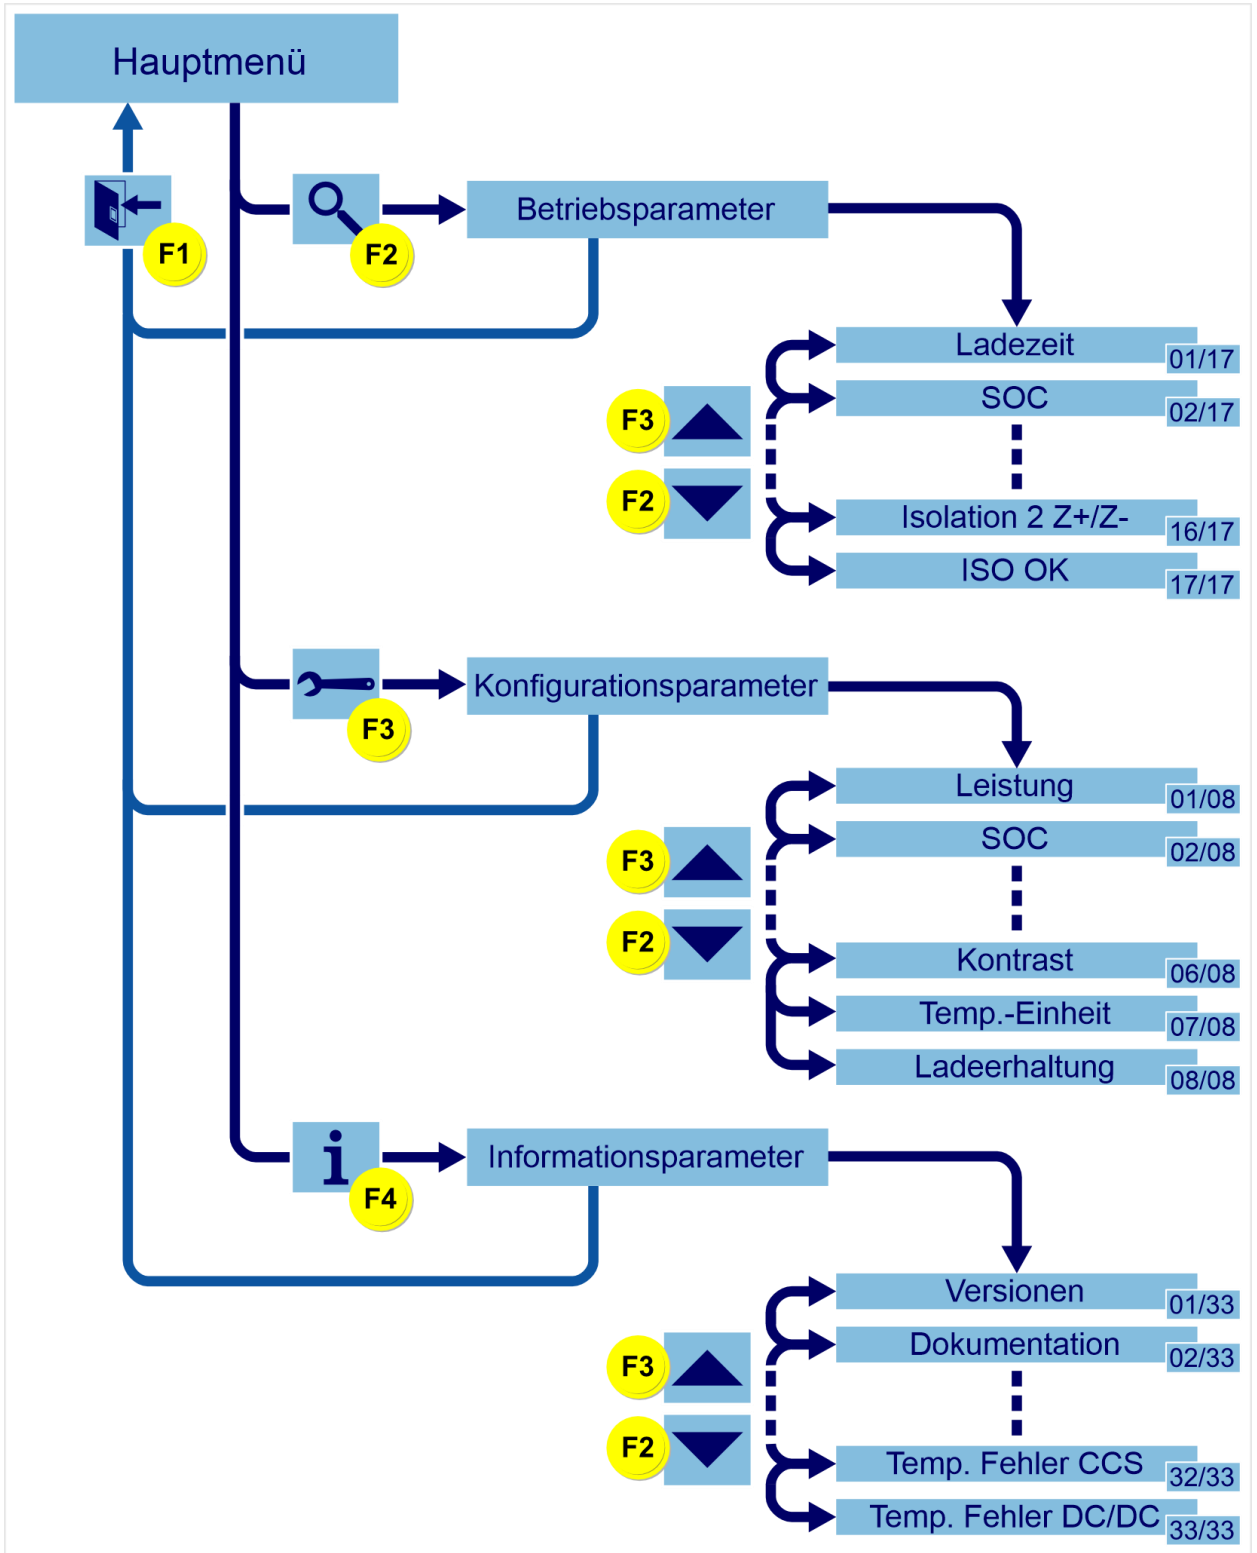 Hauptmenü
F1
F2
Betriebsparameter
Ladezeit
01/17
SOC
02/17
F3
F2
Isolation 2 Z+/Z-
16/17
ISO OK
17/17
F3
Konfigurationsparameter
Leistung
01/08
SOC
02/08
F3
F2
Kontrast
06/08
Temp.-Einheit
07/08
Ladeerhaltung
08/08
i
F4
Informationsparameter
Versionen
01/33
Dokumentation
02/33
F3
F2
Temp. Fehler CCS
32/33
Temp. Fehler DC/DC
33/33